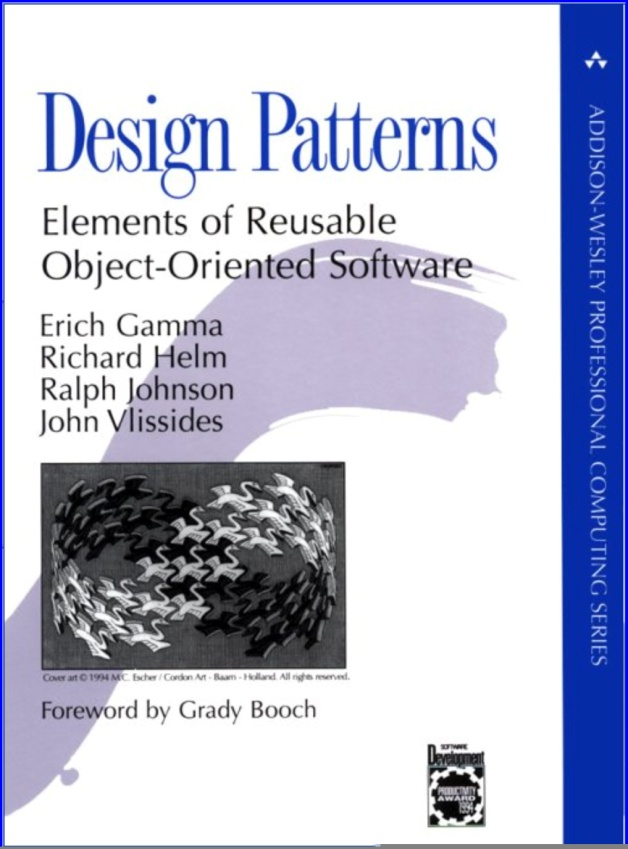 Design Patterns
Elements of Reusable
Object-Oriented Software
Erich Gamma
Richard Helm
Ralph Johnson
John Vlissides
Cover art © 1994 M.C. Escher / Cordon Art - Baarn - Holland. All rights reserved.
Foreword by Grady Booch
SOFTWARE
Development
PRODUCTIVITY
AWARD
1994
ADDISON-WESLEY PROFESSIONAL COMPUTING SERIES